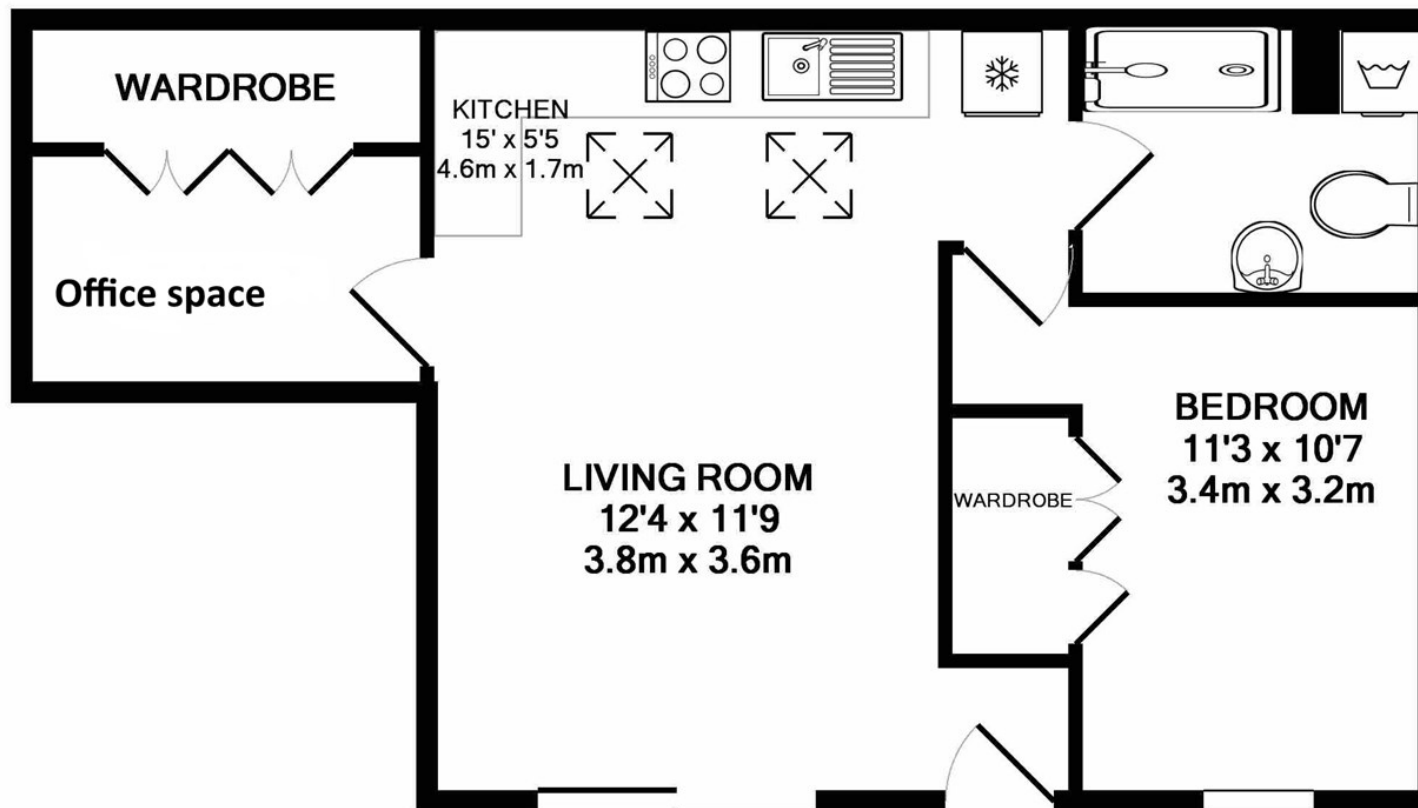 WARDROBE
KITCHEN
15' x 5'5
4.6m x 1.7m
Office space
LIVING ROOM
12'4 x 11'9
3.8m x 3.6m
WARDROBE
BEDROOM
11'3 x 10'7
3.4m x 3.2m